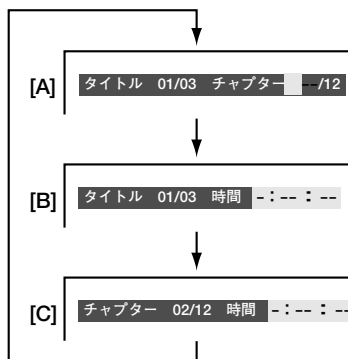 [A] タイトル 01/03 チャプター --/12
[B] タイトル 01/03 時間 -:--:--
[C] チャプター 02/12 時間 -:--:--